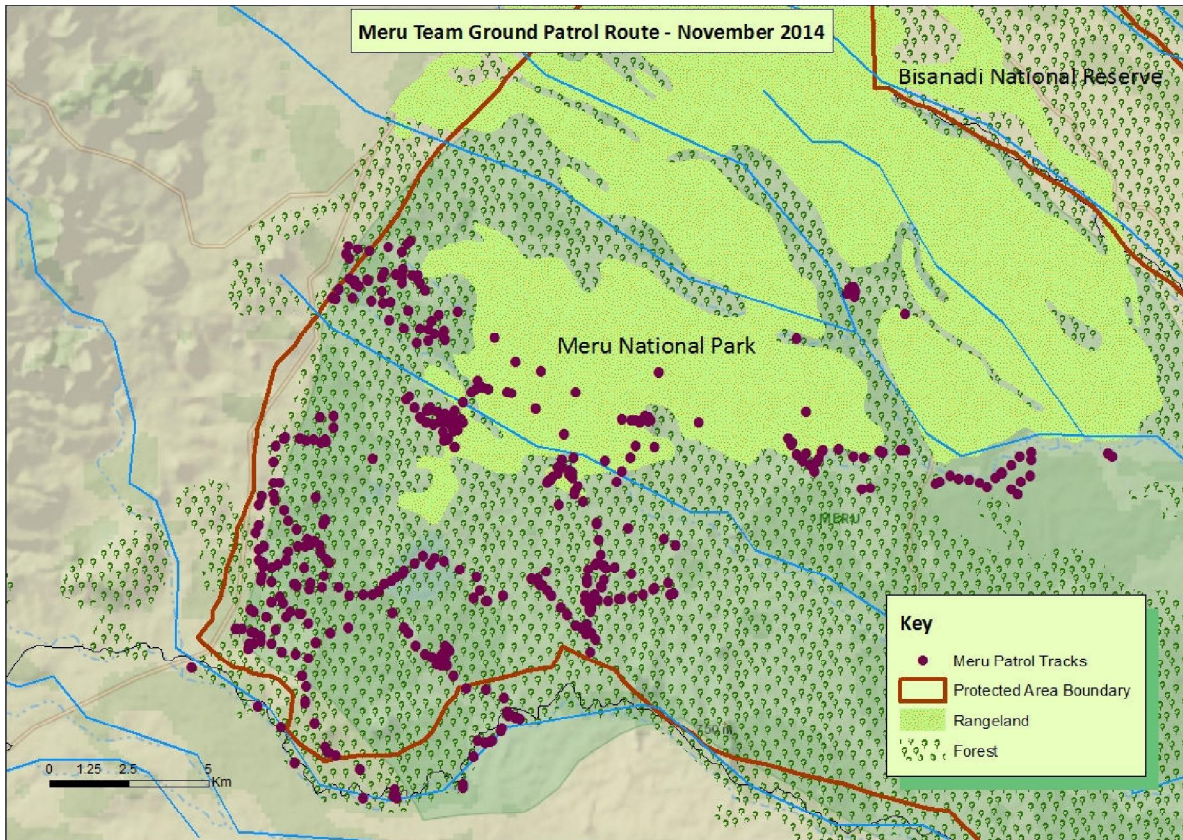 Meru Team Ground Patrol Route - November 2014
Bisanadi National Reserve
Meru National Park
MERU
Key
Meru Patrol Tracks
Protected Area Boundary
Rangeland
Forest
0 1.25 2.5 5
Km